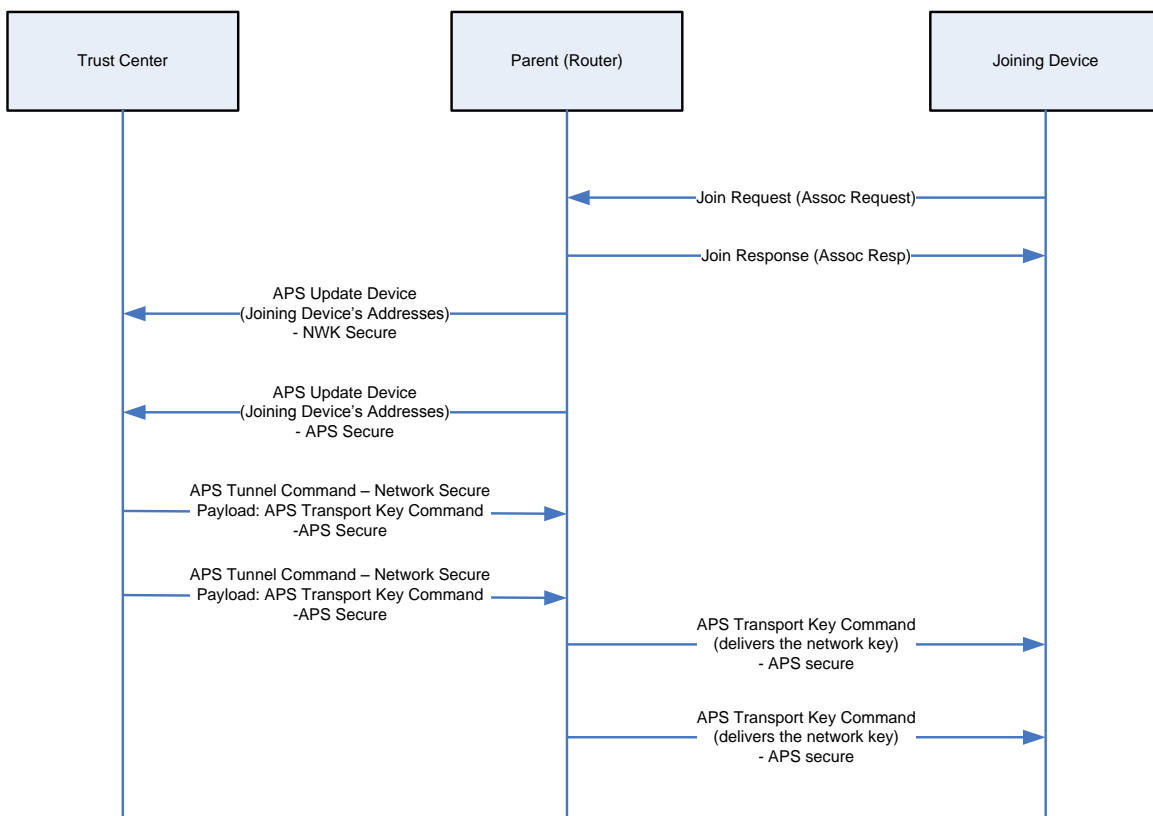 Trust Center
Parent (Router)
Joining Device
Join Request (Assoc Request)
Join Response (Assoc Resp)
APS Update Device
(Joining Device's Addresses)
- NWK Secure
APS Update Device
(Joining Device's Addresses)
- APS Secure
APS Tunnel Command – Network Secure
Payload: APS Transport Key Command
-APS Secure
APS Tunnel Command – Network Secure
Payload: APS Transport Key Command
-APS Secure
APS Transport Key Command
(delivers the network key)
- APS secure
APS Transport Key Command
(delivers the network key)
- APS secure